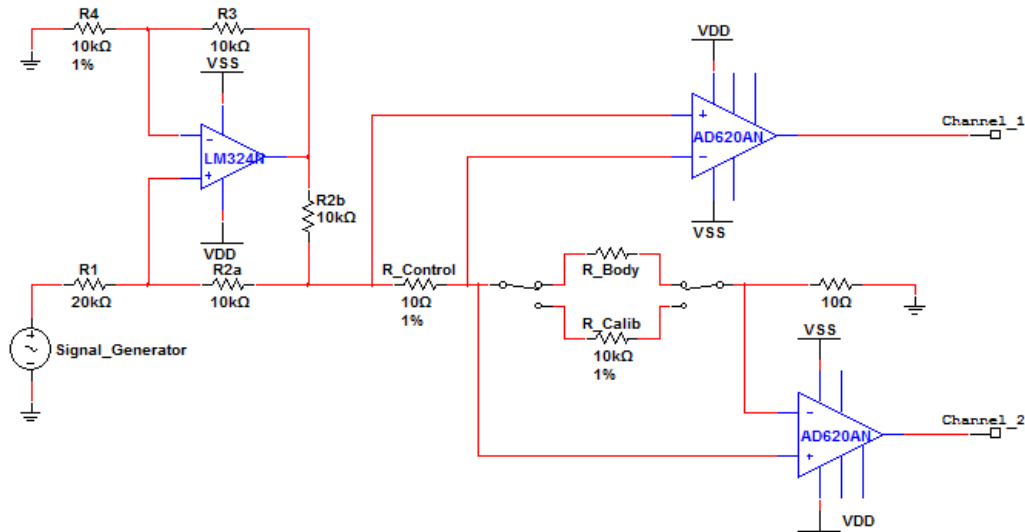 R4
10kΩ
1%
R3
10kΩ
VSS
LM324N
VDD
R2b
10kΩ
R1
20kΩ
R2a
10kΩ
Signal_Generator
R_Control
10Ω
1%
R_Body
R_Calib
10kΩ
1%
10Ω
VDD
AD620AN
VSS
Channel_1
VSS
AD620AN
VDD
Channel_2